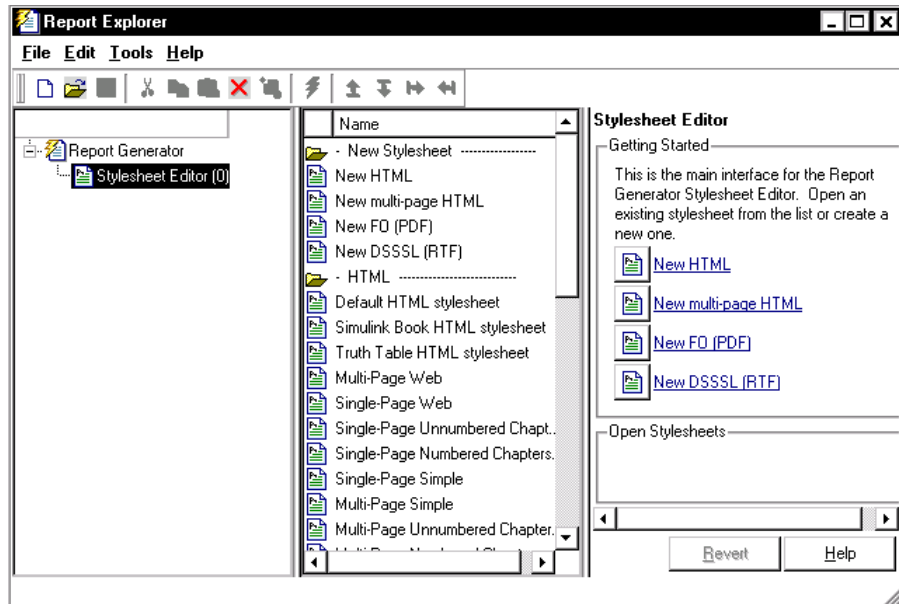 Report Explorer
File Edit Tools Help
Report Generator
Stylesheet Editor (0)
Name
- New Stylesheet -----------------
New HTML
New multi-page HTML
New FO (PDF)
New DSSSL (RTF)
- HTML --------------------------
Default HTML stylesheet
Simulink Book HTML stylesheet
Truth Table HTML stylesheet
Multi-Page Web
Single-Page Web
Single-Page Unnumbered Chapt..
Single-Page Numbered Chapters.
Single-Page Simple
Multi-Page Simple
Multi-Page Unnumbered Chapter.
Stylesheet Editor
Getting Started
This is the main interface for the Report
Generator Stylesheet Editor. Open an
existing stylesheet from the list or create a
new one.
New HTML
New multi-page HTML
New FO (PDF)
New DSSSL (RTF)
Open Stylesheets
Revert
Help